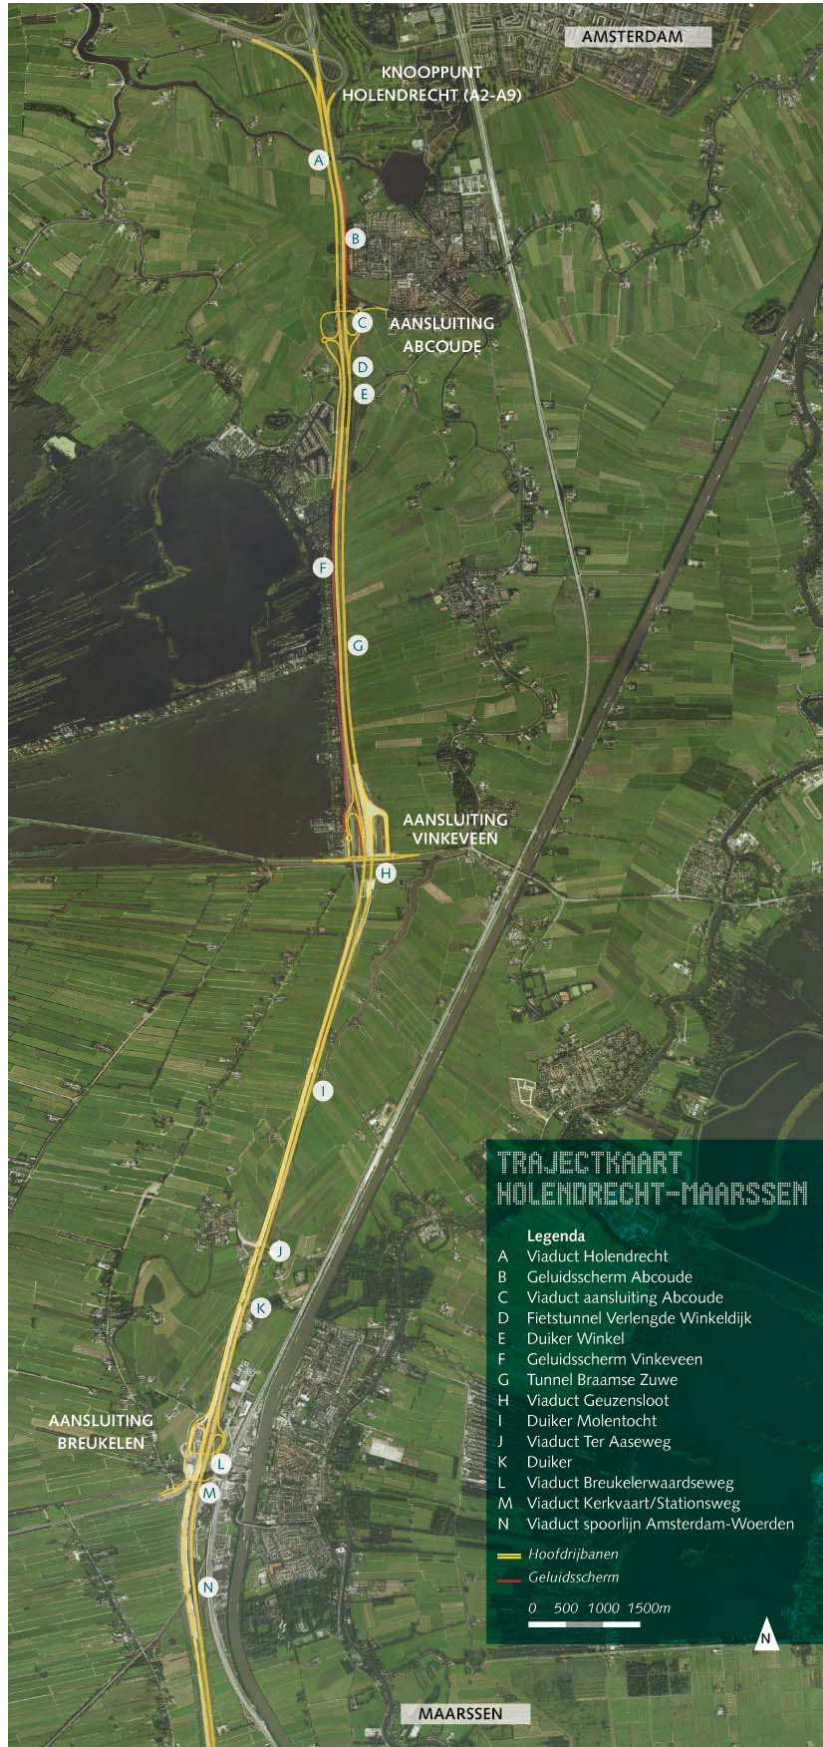 AMSTERDAM
KNOOPPUNT
HOLENDRECHT (A2-A9)
A
B
C
AANSLUITING
ABCOUDE
D
E
F
G
AANSLUITING
VINKEVEEN
H
I
J
K
AANSLUITING
BREUKELEN
L
M
N
TRAJECTKAART
HOLENDRECHT-MAARSSEN
Legenda
A Viaduct Holendrecht
B Geluidsscherm Abcoude
C Viaduct aansluiting Abcoude
D Fietstunnel Verlengde Winkeldijk
E Duiker Winkel
F Geluidsscherm Vinkeveen
G Tunnel Braamse Zuwe
H Viaduct Geuzensloot
I Duiker Molentocht
J Viaduct Ter Aaseweg
K Duiker
L Viaduct Breukelerwaardseweg
M Viaduct Kerkvaart/Stationsweg
N Viaduct spoorlijn Amsterdam-Woerden
Hoofdrijbanen
Geluidsscherm
0 500 1000 1500m
N
MAARSSEN